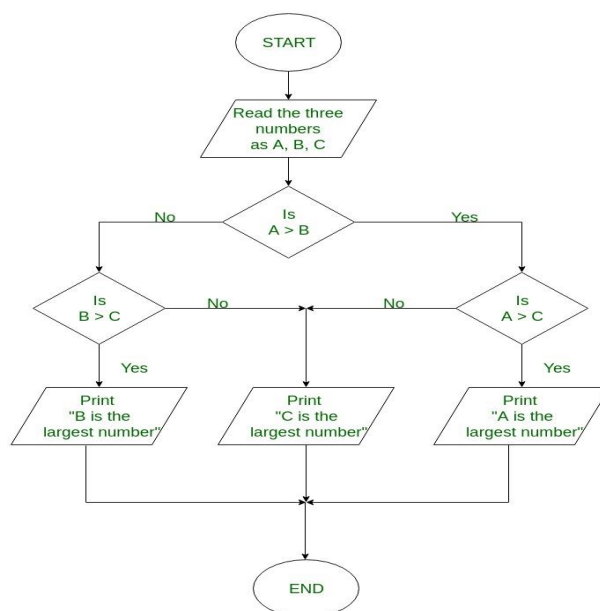 START
Read the three
numbers
as A, B, C
Is
A > B
No
Yes
Is
B > C
No
No
Is
A > C
Yes
Yes
Print
"B is the
largest number"
Print
"C is the
largest number"
Print
"A is the
largest number"
END